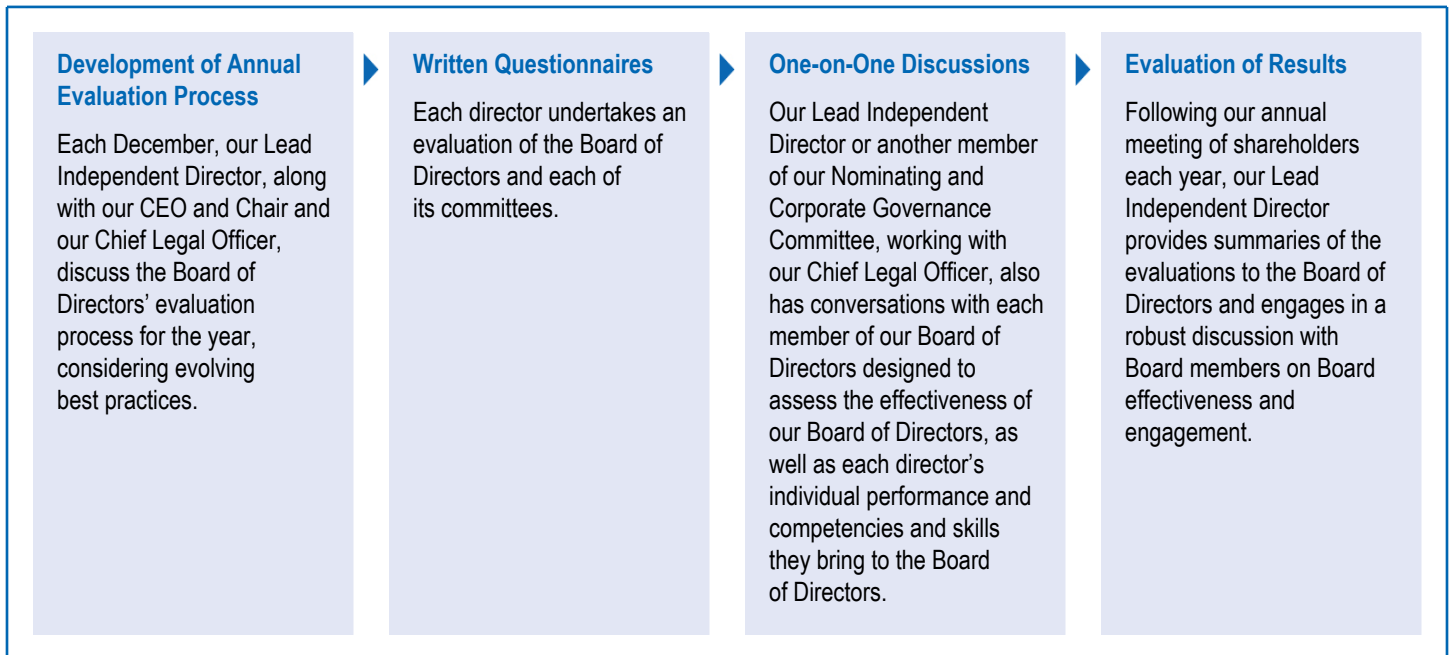 Development of Annual
Evaluation Process
Each December, our Lead
Independent Director, along
with our CEO and Chair and
our Chief Legal Officer,
discuss the Board of
Directors’ evaluation
process for the year,
considering evolving
best practices.
Written Questionnaires
Each director undertakes an
evaluation of the Board of
Directors and each of
its committees.
One-on-One Discussions
Our Lead Independent
Director or another member
of our Nominating and
Corporate Governance
Committee, working with
our Chief Legal Officer, also
has conversations with each
member of our Board of
Directors designed to
assess the effectiveness of
our Board of Directors, as
well as each director’s
individual performance and
competencies and skills
they bring to the Board
of Directors.
Evaluation of Results
Following our annual
meeting of shareholders
each year, our Lead
Independent Director
provides summaries of the
evaluations to the Board of
Directors and engages in a
robust discussion with
Board members on Board
effectiveness and
engagement.